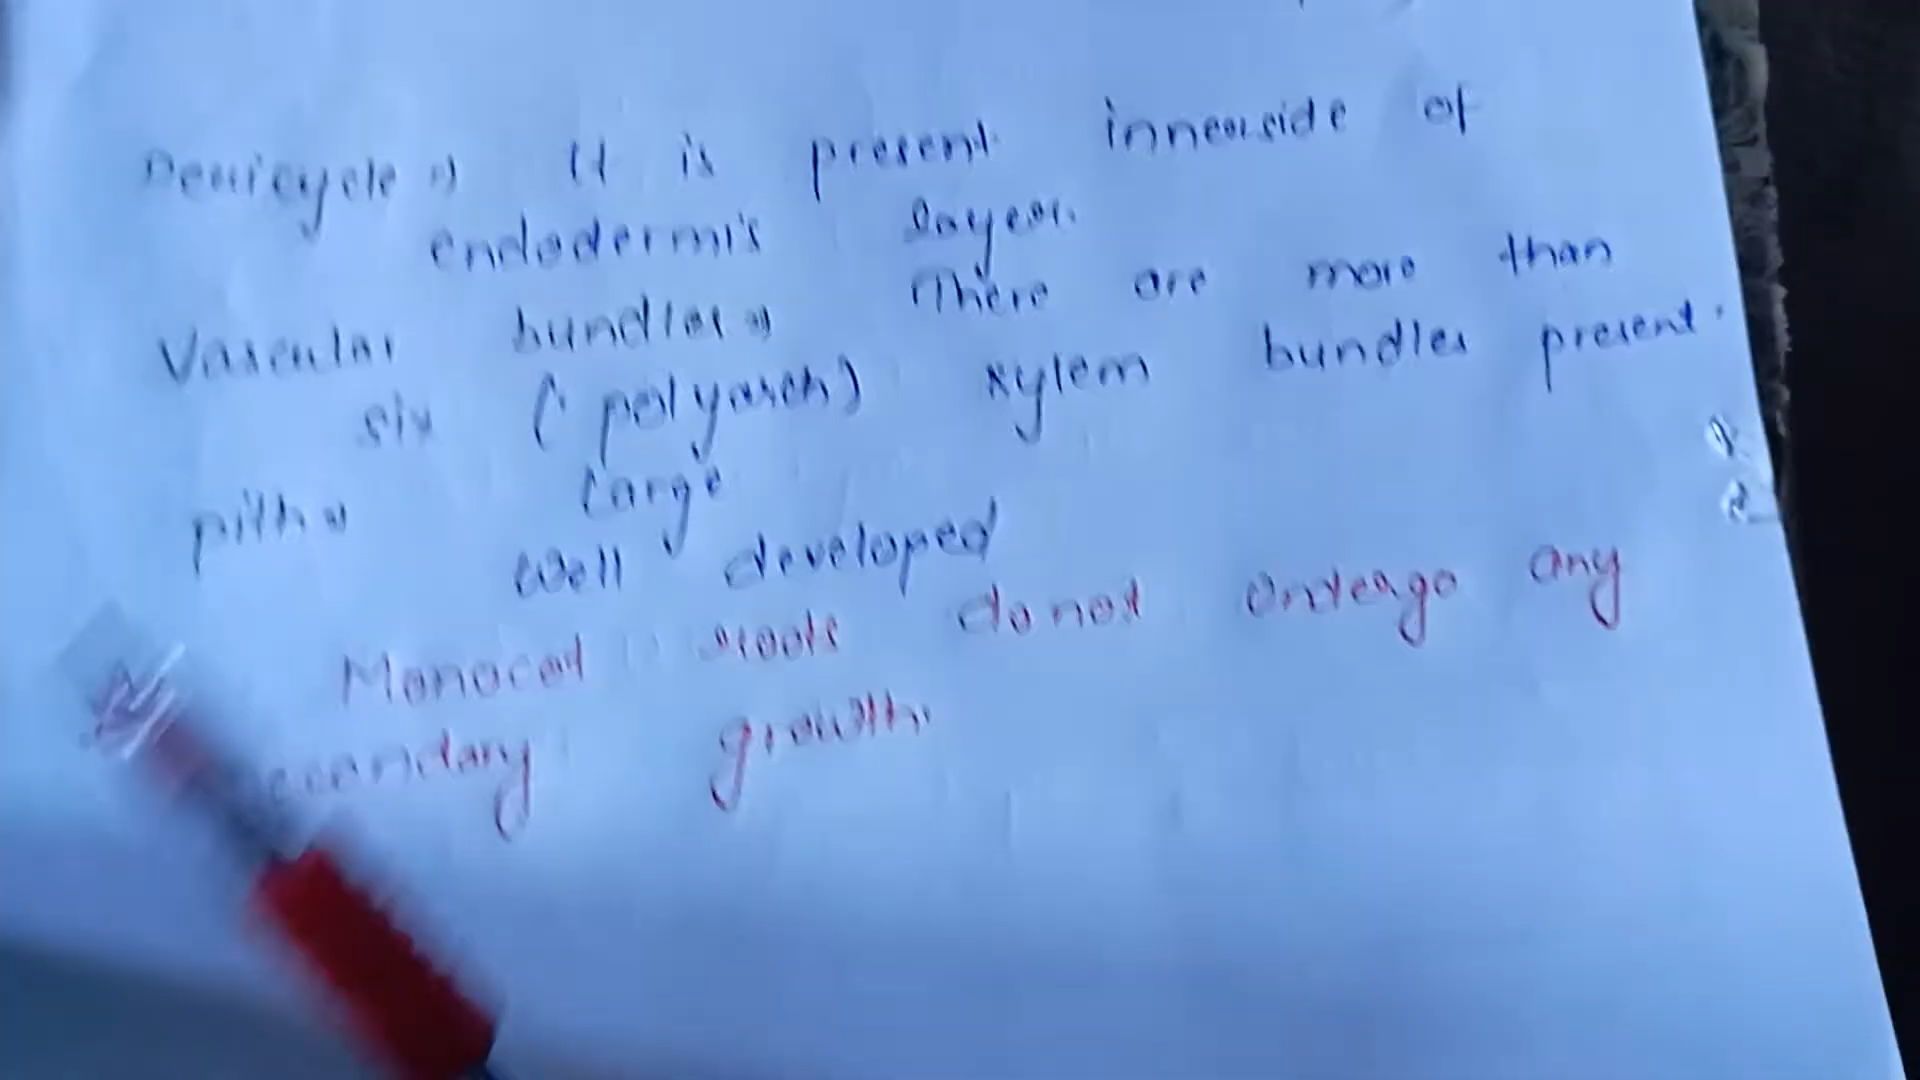 Pericycle → It is present innerside of
endodermis layer.
Vascular bundles → There are more than
six (polyarch) xylem bundles present.
pith → Large
Well developed
Monocot roots do not undergo any
secondary growth.